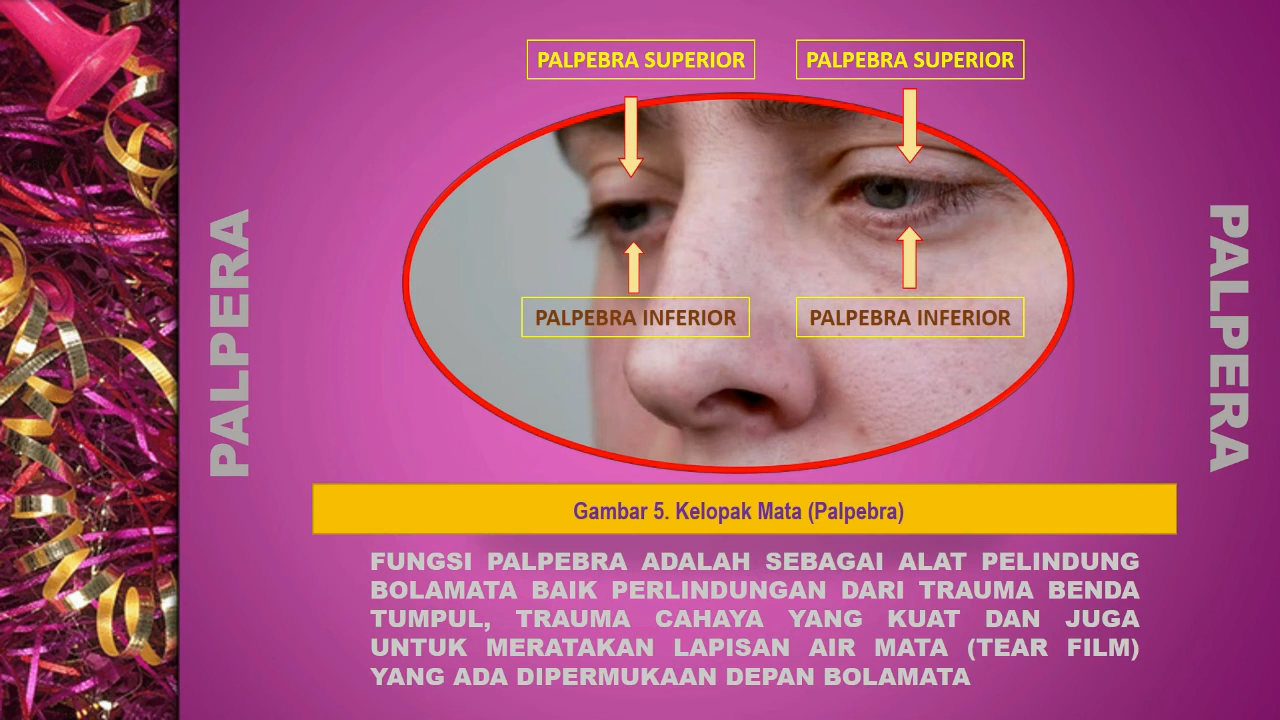 PALPEBRA SUPERIOR
PALPEBRA SUPERIOR
PALPERA
PALPERA
PALPEBRA INFERIOR
PALPEBRA INFERIOR
Gambar 5. Kelopak Mata (Palpebra)
FUNGSI PALPEBRA ADALAH SEBAGAI ALAT PELINDUNG
BOLAMATA BAIK PERLINDUNGAN DARI TRAUMA BENDA
TUMPUL, TRAUMA CAHAYA YANG KUAT DAN JUGA
UNTUK MERATAKAN LAPISAN AIR MATA (TEAR FILM)
YANG ADA DIPERMUKAAN DEPAN BOLAMATA